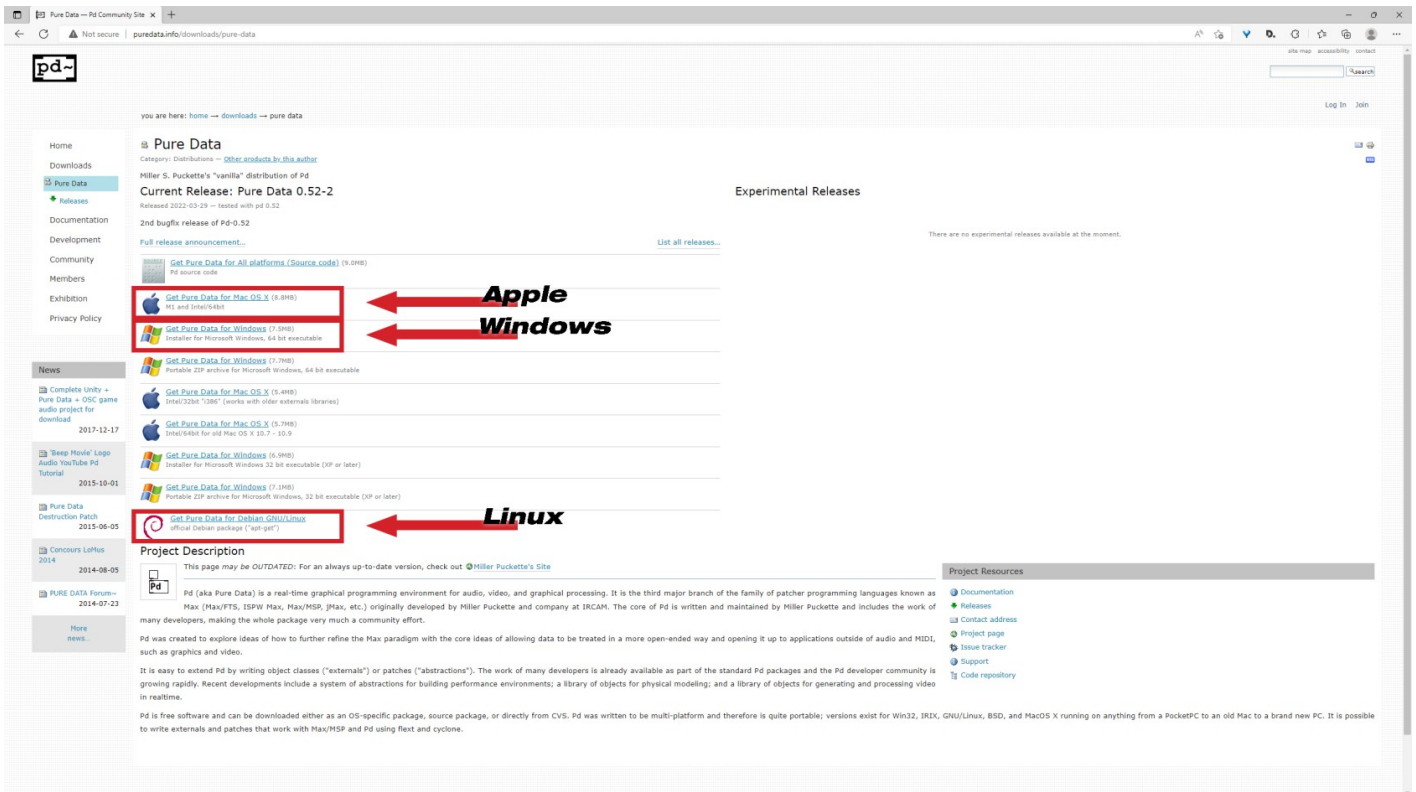 Pure Data — Pd Community Site
Not secure | puredata.info/downloads/pure-data
site map accessibility contact
pd~
search
Log In Join
you are here: home → downloads → pure data
Home
Downloads
Pure Data
Releases
Documentation
Development
Community
Members
Exhibition
Privacy Policy
News
Complete Unity +
Pure Data + OSC game
audio project for
download
2017-12-17
'Beep Movie' Logo
Audio YouTube Pd
Tutorial
2015-10-01
Pure Data
Destruction Patch
2015-06-05
Concours LoMus
2014
2014-08-05
PURE DATA Forum~
2014-07-23
More
news…
Pure Data
Category: Distributions — Other products by this author
Miller S. Puckette's "vanilla" distribution of Pd
Current Release: Pure Data 0.52-2
Released 2022-03-29 — tested with pd 0.52
2nd bugfix release of Pd-0.52
Full release announcement…
List all releases…
Experimental Releases
There are no experimental releases available at the moment.
Get Pure Data for All platforms (Source code) (9.0MB)
Pd source code
Get Pure Data for Mac OS X (8.8MB)
M1 and Intel/64bit
Apple
Get Pure Data for Windows (7.5MB)
Installer for Microsoft Windows, 64 bit executable
Windows
Get Pure Data for Windows (7.7MB)
Portable ZIP archive for Microsoft Windows, 64 bit executable
Get Pure Data for Mac OS X (5.4MB)
Intel/32bit "i386" (works with older externals libraries)
Get Pure Data for Mac OS X (5.7MB)
Intel/64bit for old Mac OS X 10.7 - 10.9
Get Pure Data for Windows (6.9MB)
Installer for Microsoft Windows 32 bit executable (XP or later)
Get Pure Data for Windows (7.1MB)
Portable ZIP archive for Microsoft Windows, 32 bit executable (XP or later)
Get Pure Data for Debian GNU/Linux
official Debian package ("apt-get")
Linux
Project Description
Pd
This page may be OUTDATED: For an always up-to-date version, check out Miller Puckette's Site
Pd (aka Pure Data) is a real-time graphical programming environment for audio, video, and graphical processing. It is the third major branch of the family of patcher programming languages known as
Max (Max/FTS, ISPW Max, Max/MSP, jMax, etc.) originally developed by Miller Puckette and company at IRCAM. The core of Pd is written and maintained by Miller Puckette and includes the work of
many developers, making the whole package very much a community effort.
Pd was created to explore ideas of how to further refine the Max paradigm with the core ideas of allowing data to be treated in a more open-ended way and opening it up to applications outside of audio and MIDI,
such as graphics and video.
It is easy to extend Pd by writing object classes ("externals") or patches ("abstractions"). The work of many developers is already available as part of the standard Pd packages and the Pd developer community is
growing rapidly. Recent developments include a system of abstractions for building performance environments; a library of objects for physical modeling; and a library of objects for generating and processing video
in realtime.
Pd is free software and can be downloaded either as an OS-specific package, source package, or directly from CVS. Pd was written to be multi-platform and therefore is quite portable; versions exist for Win32, IRIX, GNU/Linux, BSD, and MacOS X running on anything from a PocketPC to an old Mac to a brand new PC. It is possible
to write externals and patches that work with Max/MSP and Pd using flext and cyclone.
Project Resources
Documentation
Releases
Contact address
Project page
Issue tracker
Support
Code repository